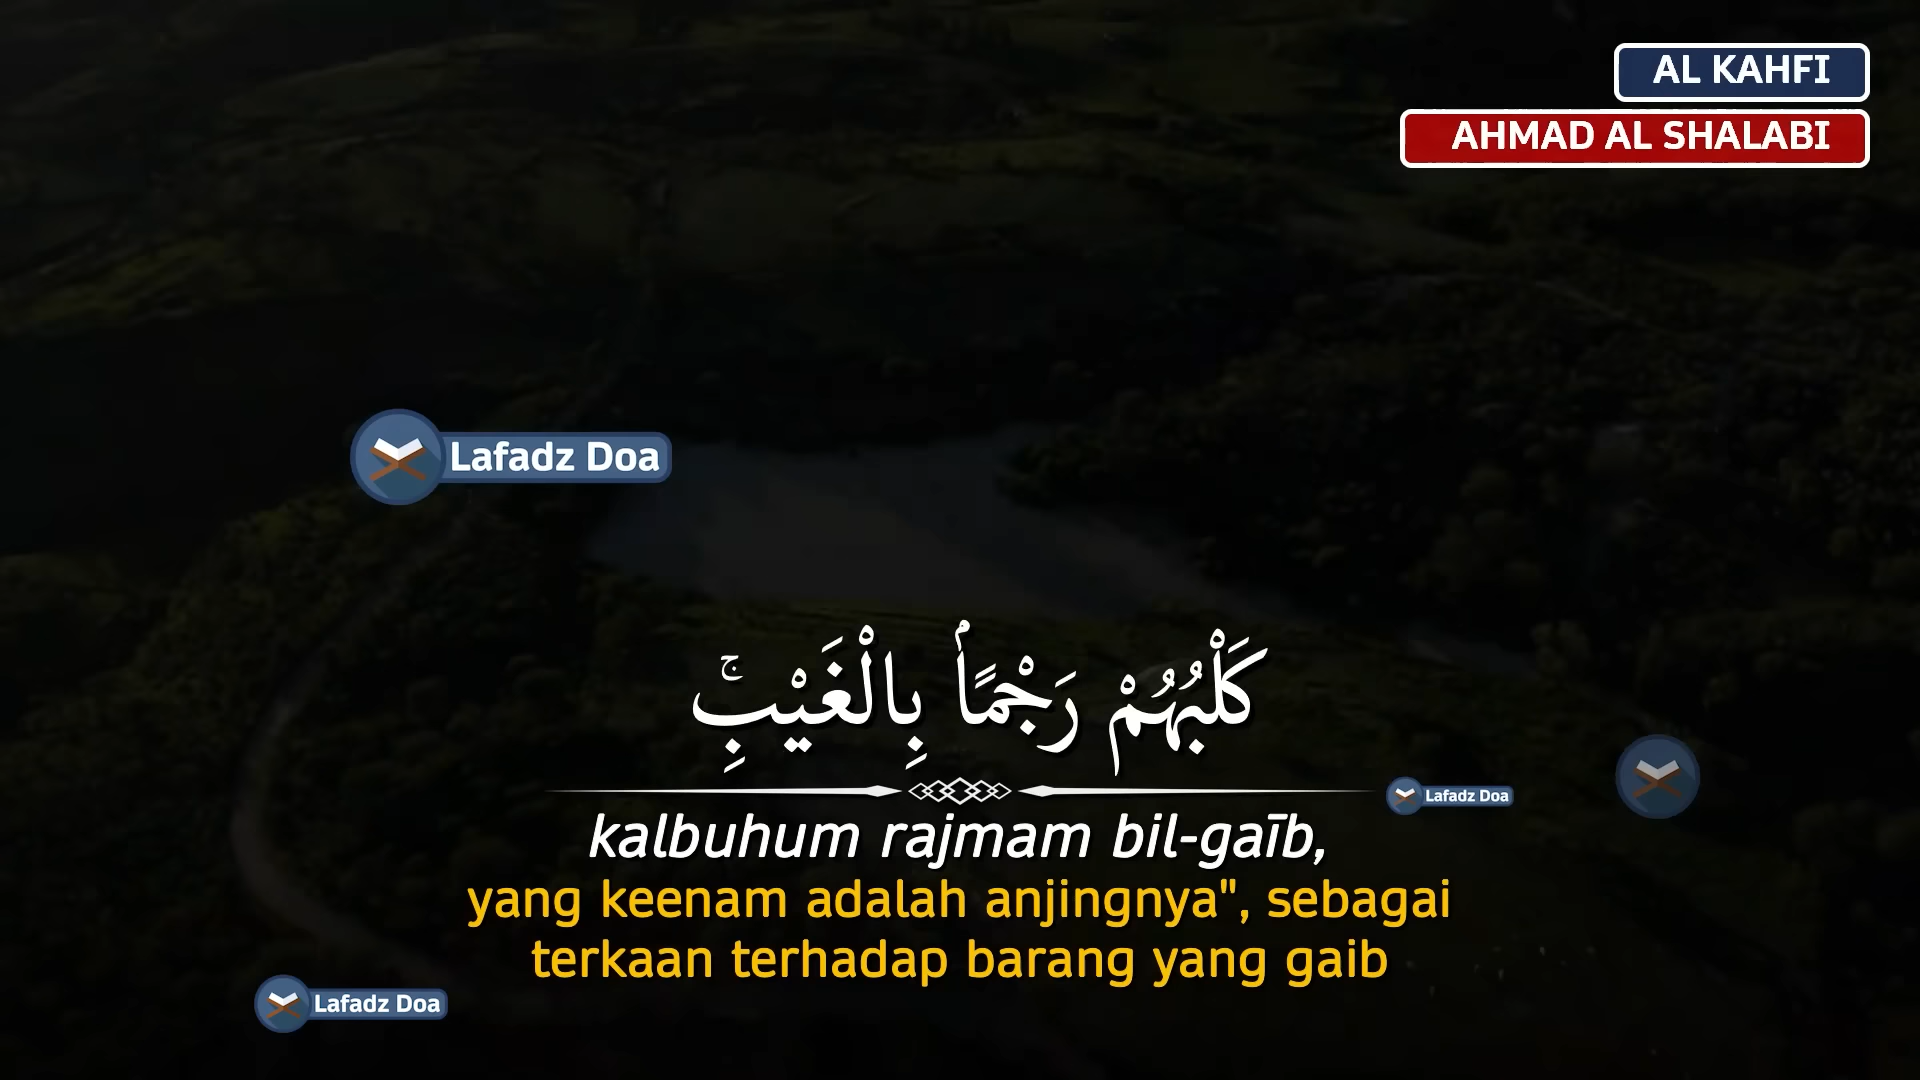 AL KAHFI
AHMAD AL SHALABI
Lafadz Doa
كَلْبُهُمْ رَجْمًاۢ بِالْغَيْبِۚ
Lafadz Doa
kalbuhum rajmam bil-gaīb,
yang keenam adalah anjingnya", sebagai
terkaan terhadap barang yang gaib
Lafadz Doa